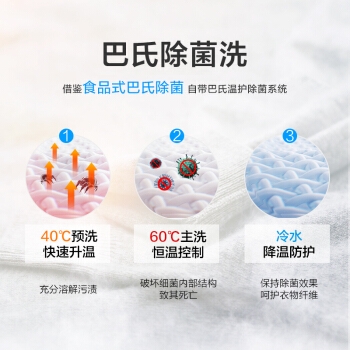 巴氏除菌洗
借鉴食品式巴氏除菌 自带巴氏温护除菌系统
1
2
3
40℃预洗
快速升温
60℃主洗
恒温控制
冷水
降温防护
充分溶解污渍
破坏细菌内部结构
致其死亡
保持除菌效果
呵护衣物纤维